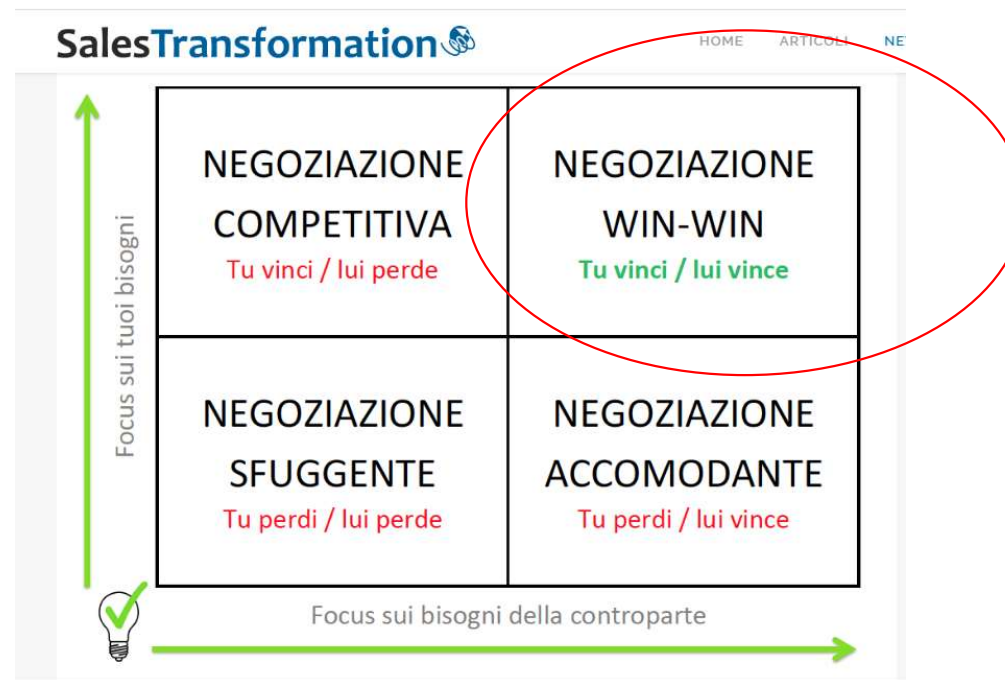 SalesTransformation
HOME ARTICOLI
NEGOZIAZIONE
COMPETITIVA
Tu vinci / lui perde
NEGOZIAZIONE
WIN-WIN
Tu vinci / lui vince
Focus sui tuoi bisogni
NEGOZIAZIONE
SFUGGENTE
Tu perdi / lui perde
NEGOZIAZIONE
ACCOMODANTE
Tu perdi / lui vince
Focus sui bisogni della controparte